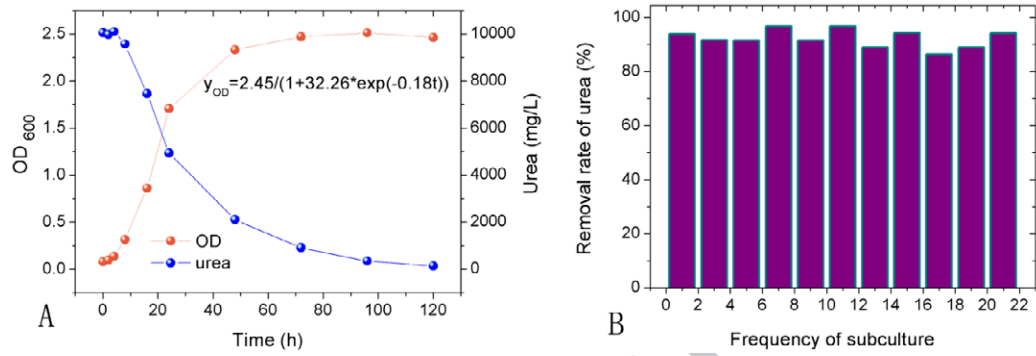 2.5
2.0
1.5
1.0
0.5
0.0
OD600
10000
8000
6000
4000
2000
0
Urea (mg/L)
yOD=2.45/(1+32.26*exp(-0.18t))
OD
urea
0 20 40 60 80 100 120
Time (h)
A
100
80
60
40
20
0
Removal rate of urea (%)
0 2 4 6 8 10 12 14 16 18 20 22
Frequency of subculture
B